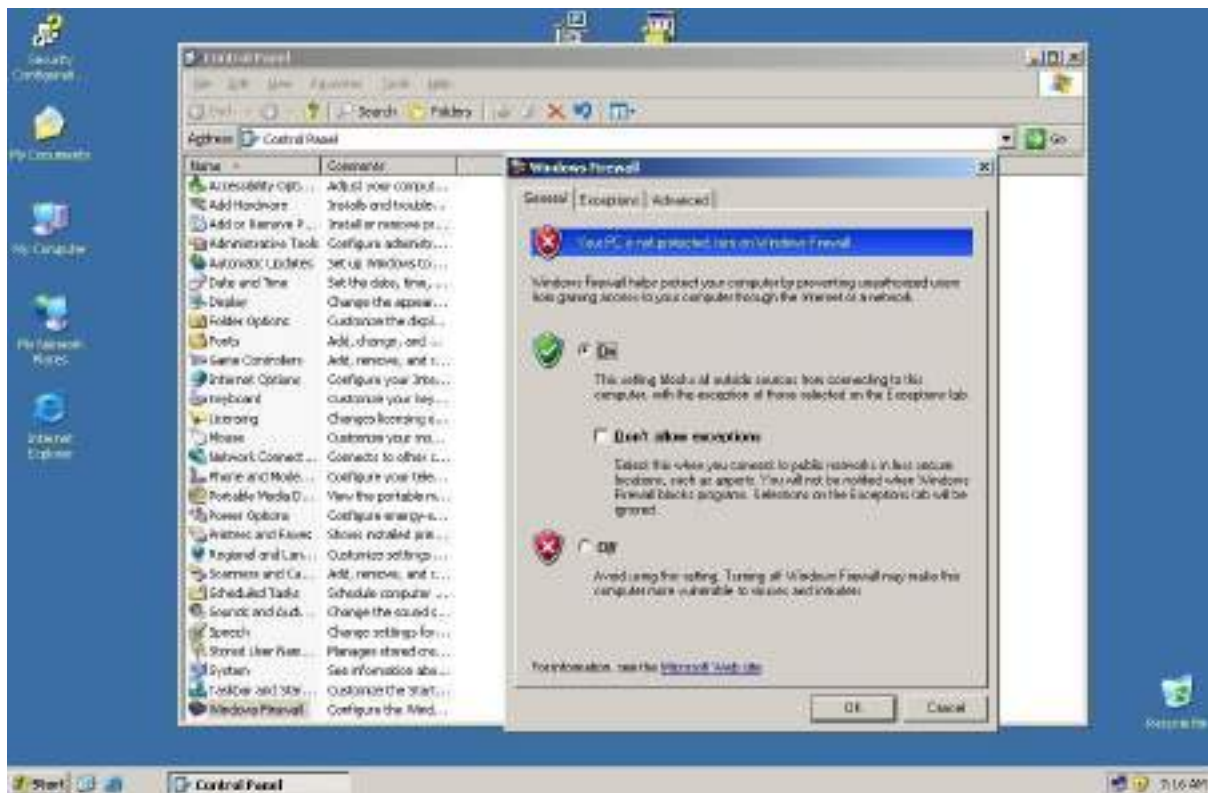 Security
Configurat...
My Documents
My Computer
My Network
Places
Internet
Explorer
Control Panel
File Edit View Favorites Tools Help
Back Search Folders
Address Control Panel Go
Name Comments
Accessibility Opti... Adjust your comput...
Add Hardware Installs and trouble...
Add or Remove P... Install or remove pr...
Administrative Tools Configure administr...
Automatic Updates Set up Windows to ...
Date and Time Set the date, time, ...
Display Change the appear...
Folder Options Customize the displ...
Fonts Add, change, and ...
Game Controllers Add, remove, and c...
Internet Options Configure your Inte...
Keyboard Customize your key...
Licensing Changes licensing o...
Mouse Customize your mo...
Network Connect... Connects to other c...
Phone and Mode... Configure your tele...
Portable Media D... View the portable m...
Power Options Configure energy-s...
Printers and Faxes Shows installed prin...
Regional and Lan... Customize settings ...
Scanners and Ca... Add, remove, and c...
Scheduled Tasks Schedule computer ...
Sounds and Audi... Change the sound s...
Speech Change settings for...
Stored User Nam... Manages stored cre...
System See information abo...
Taskbar and Star... Customize the Start...
Windows Firewall Configure the Wind...
Windows Firewall
General Exceptions Advanced
Your PC is not protected: turn on Windows Firewall
Windows Firewall helps protect your computer by preventing unauthorized users
from gaining access to your computer through the Internet or a network.
On
This setting blocks all outside sources from connecting to this
computer, with the exception of those selected on the Exceptions tab.
Don't allow exceptions
Select this when you connect to public networks in less secure
locations, such as airports. You will not be notified when Windows
Firewall blocks programs. Selections on the Exceptions tab will be
ignored.
Off
Avoid using this setting. Turning off Windows Firewall may make this
computer more vulnerable to viruses and intruders.
For information, see the Microsoft Web site
OK Cancel
Recycle Bin
Start Control Panel 7:16 AM